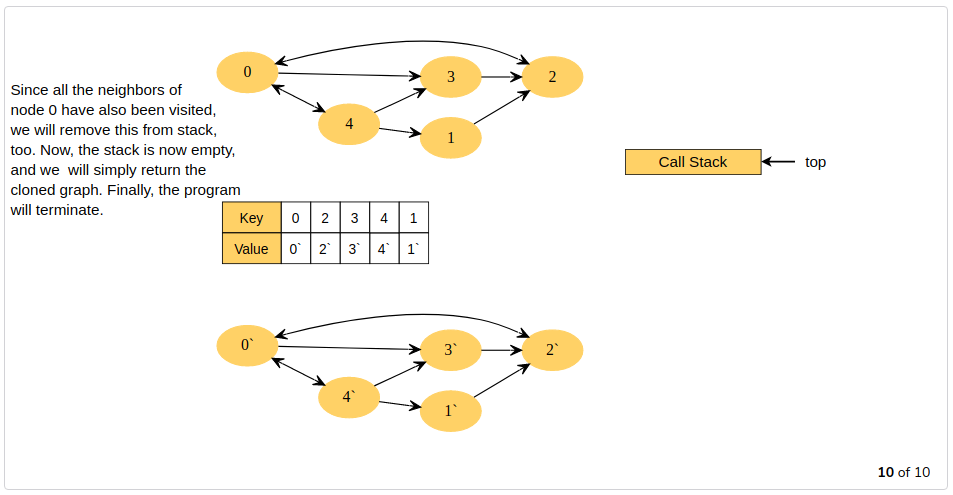 0
3
2
4
1
Since all the neighbors of
node 0 have also been visited,
we will remove this from stack,
too. Now, the stack is now empty,
and we  will simply return the
cloned graph. Finally, the program
will terminate.
Call Stack
top
Key 0 2 3 4 1
Value 0` 2` 3` 4` 1`
0`
3`
2`
4`
1`
10 of 10